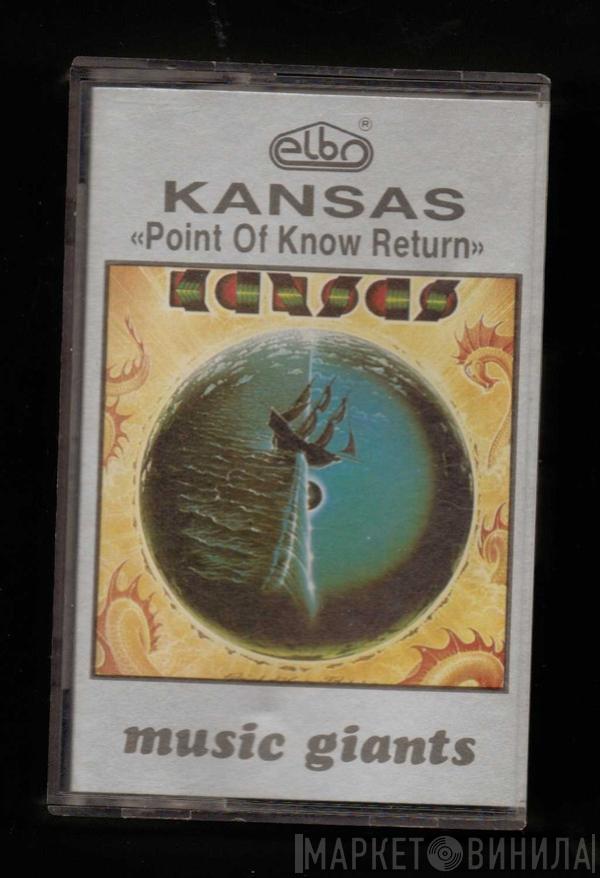 elbo®
KANSAS
«Point Of Know Return»
KANSAS
music giants
МАРКЕТ ВИНИЛА